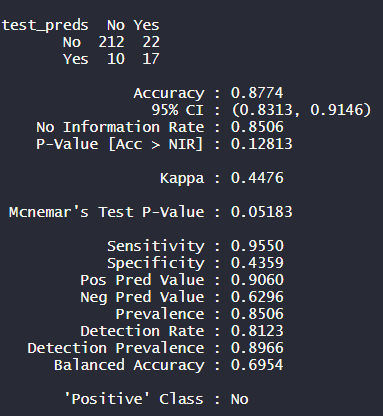 test_preds No Yes
No 212 22
Yes 10 17
Accuracy : 0.8774
95% CI : (0.8313, 0.9146)
No Information Rate : 0.8506
P-Value [Acc > NIR] : 0.12813
Kappa : 0.4476
Mcnemar's Test P-Value : 0.05183
Sensitivity : 0.9550
Specificity : 0.4359
Pos Pred Value : 0.9060
Neg Pred Value : 0.6296
Prevalence : 0.8506
Detection Rate : 0.8123
Detection Prevalence : 0.8966
Balanced Accuracy : 0.6954
'Positive' Class : No